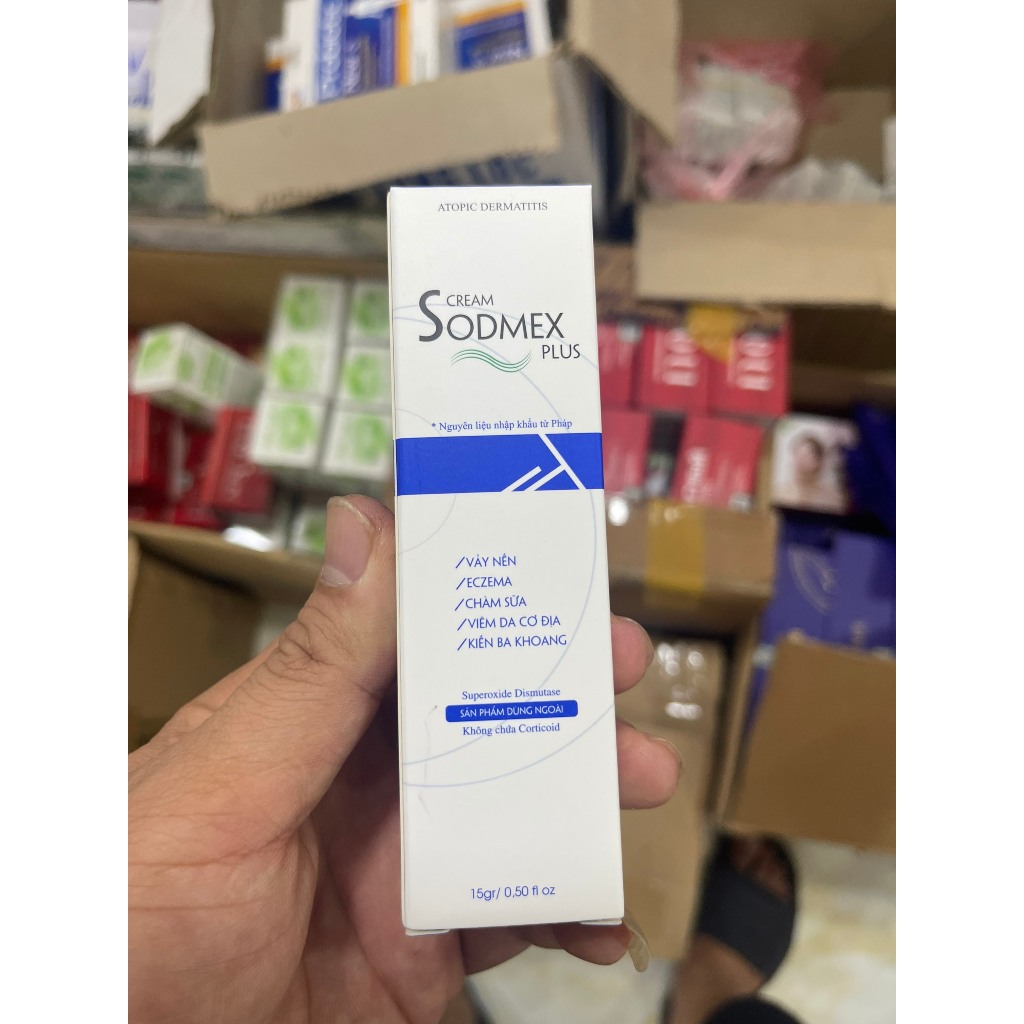 ATOPIC DERMATITIS
CREAM
SODMEX
PLUS
* Nguyên liệu nhập khẩu từ Pháp
/VẢY NẾN
/ECZEMA
/CHÀM SỮA
/VIÊM DA CƠ ĐỊA
/KIẾN BA KHOANG
Superoxide Dismutase
SẢN PHẨM DÙNG NGOÀI
Không chứa Corticoid
15gr/ 0,50 fl oz